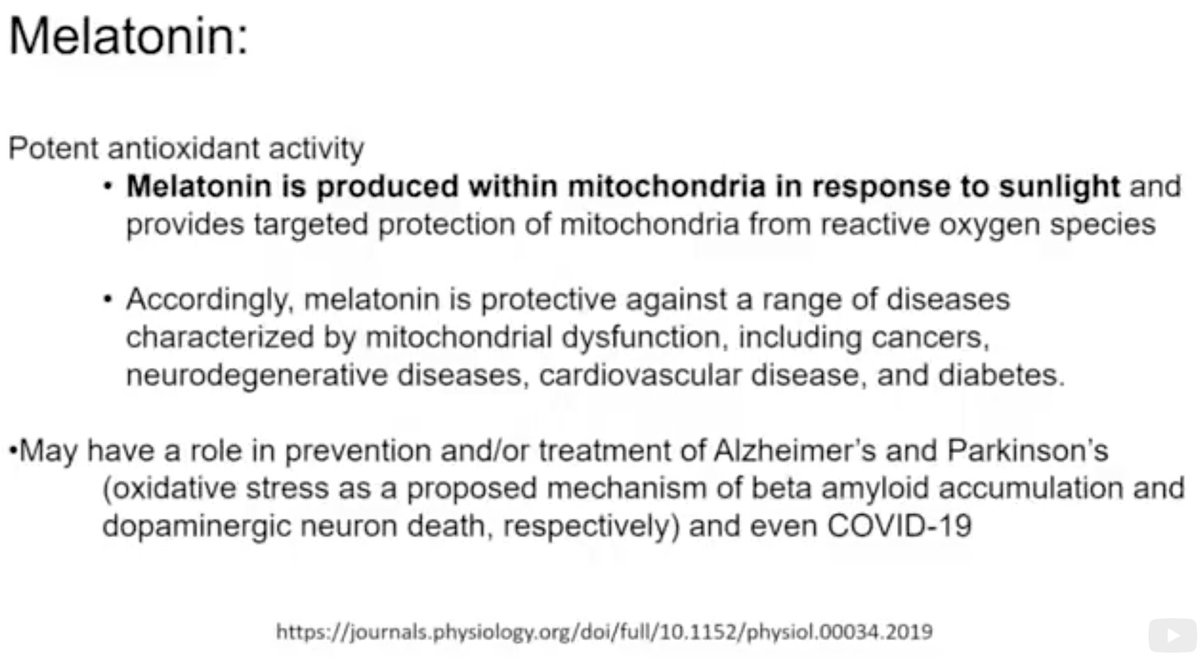 Melatonin:
Potent antioxidant activity
• Melatonin is produced within mitochondria in response to sunlight and
provides targeted protection of mitochondria from reactive oxygen species
• Accordingly, melatonin is protective against a range of diseases
characterized by mitochondrial dysfunction, including cancers,
neurodegenerative diseases, cardiovascular disease, and diabetes.
•May have a role in prevention and/or treatment of Alzheimer's and Parkinson's
(oxidative stress as a proposed mechanism of beta amyloid accumulation and
dopaminergic neuron death, respectively) and even COVID-19
https://journals.physiology.org/doi/full/10.1152/physiol.00034.2019